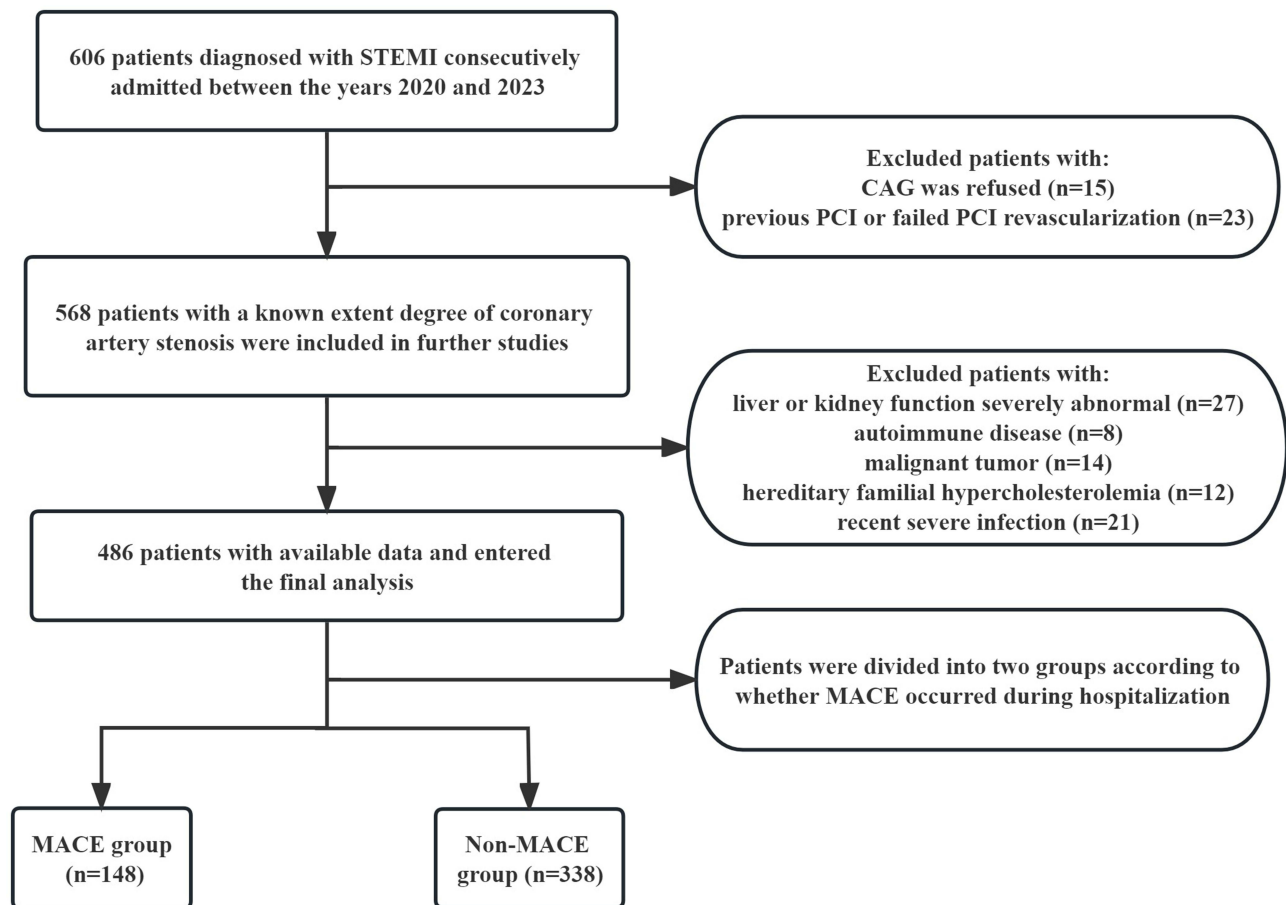 606 patients diagnosed with STEMI consecutively
admitted between the years 2020 and 2023
Excluded patients with:
CAG was refused (n=15)
previous PCI or failed PCI revascularization (n=23)
568 patients with a known extent degree of coronary
artery stenosis were included in further studies
Excluded patients with:
liver or kidney function severely abnormal (n=27)
autoimmune disease (n=8)
malignant tumor (n=14)
hereditary familial hypercholesterolemia (n=12)
recent severe infection (n=21)
486 patients with available data and entered
the final analysis
Patients were divided into two groups according to
whether MACE occurred during hospitalization
MACE group
(n=148)
Non-MACE
group (n=338)